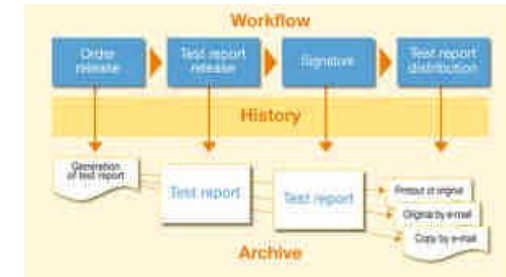 Workflow
Order
release
Test report
release
Signature
Test report
distribution
History
Generation
of test report
Test report
Test report
Printout of original
Original by e-mail
Copy by e-mail
Archive